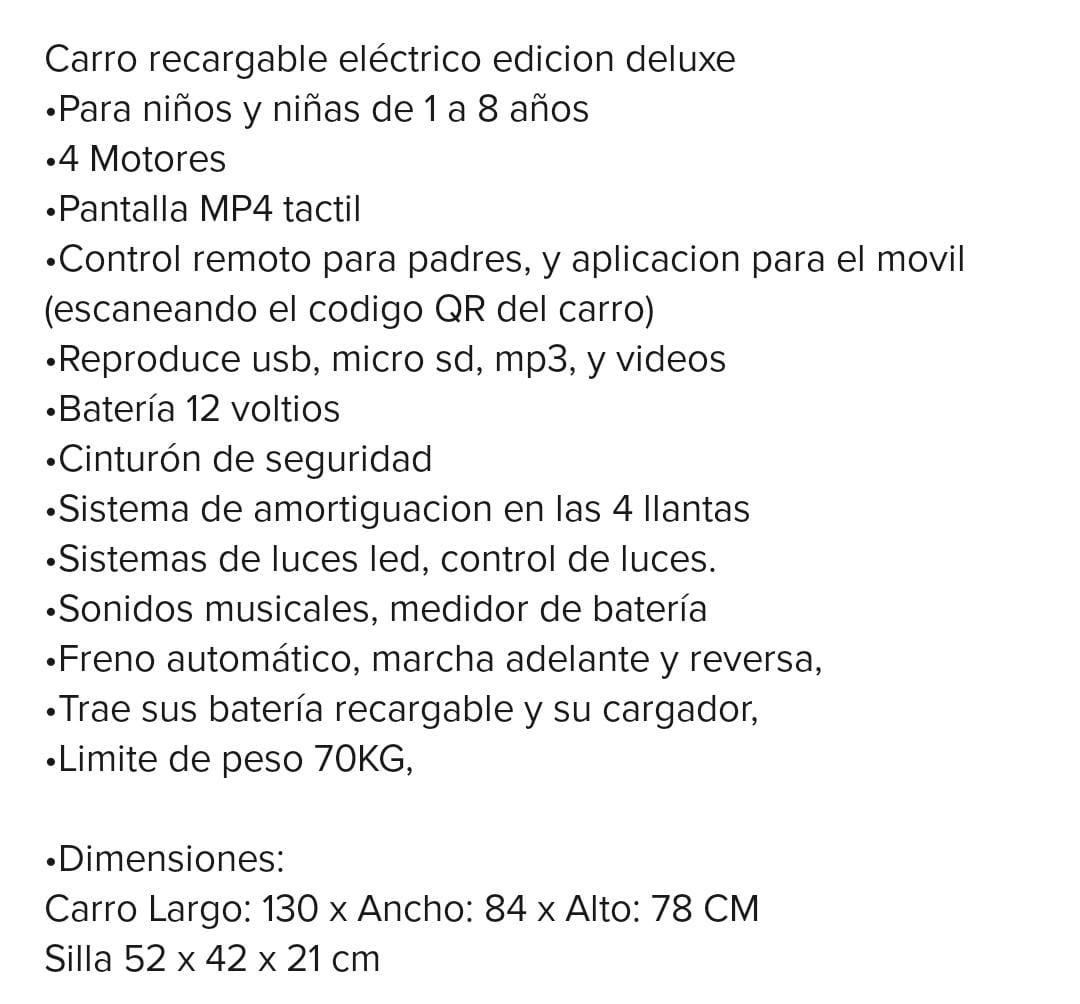 Carro recargable eléctrico edicion deluxe
•Para niños y niñas de 1 a 8 años
•4 Motores
•Pantalla MP4 tactil
•Control remoto para padres, y aplicacion para el movil
(escaneando el codigo QR del carro)
•Reproduce usb, micro sd, mp3, y videos
•Batería 12 voltios
•Cinturón de seguridad
•Sistema de amortiguacion en las 4 llantas
•Sistemas de luces led, control de luces.
•Sonidos musicales, medidor de batería
•Freno automático, marcha adelante y reversa,
•Trae sus batería recargable y su cargador,
•Limite de peso 70KG,
•Dimensiones:
Carro Largo: 130 x Ancho: 84 x Alto: 78 CM
Silla 52 x 42 x 21 cm